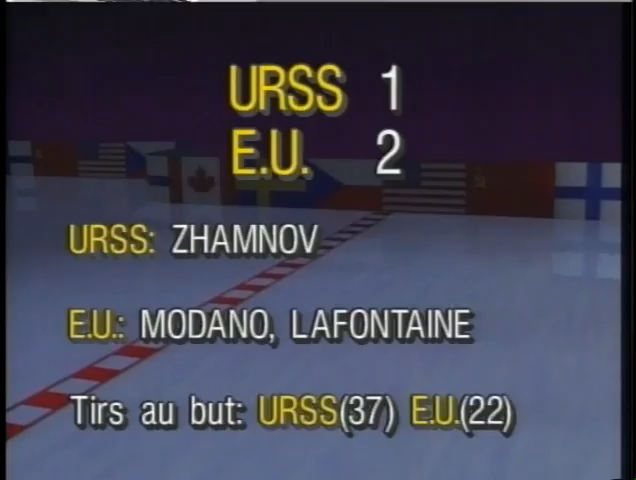 URSS 1
E.U. 2
URSS: ZHAMNOV
E.U.: MODANO, LAFONTAINE
Tirs au but: URSS(37) E.U.(22)